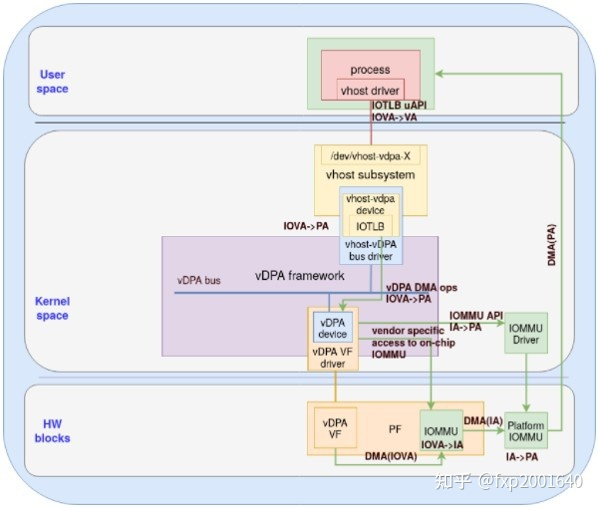 User
space
process
vhost driver
IOTLB uAPI
IOVA->VA
/dev/vhost-vdpa-X
vhost subsystem
vhost-vdpa
device
IOTLB
IOVA->PA
vhost-vDPA
bus driver
DMA(PA)
vDPA bus
vDPA framework
vDPA DMA ops
IOVA->PA
Kernel
space
vDPA
device
vDPA VF
driver
IOMMU API
IA->PA
vendor specific
access to on-chip
IOMMU
IOMMU
Driver
HW
blocks
vDPA
VF
PF
IOMMU
IOVA->IA
DMA(IA)
Platform
IOMMU
DMA(IOVA)
IA->PA
知乎 @fxp2001640